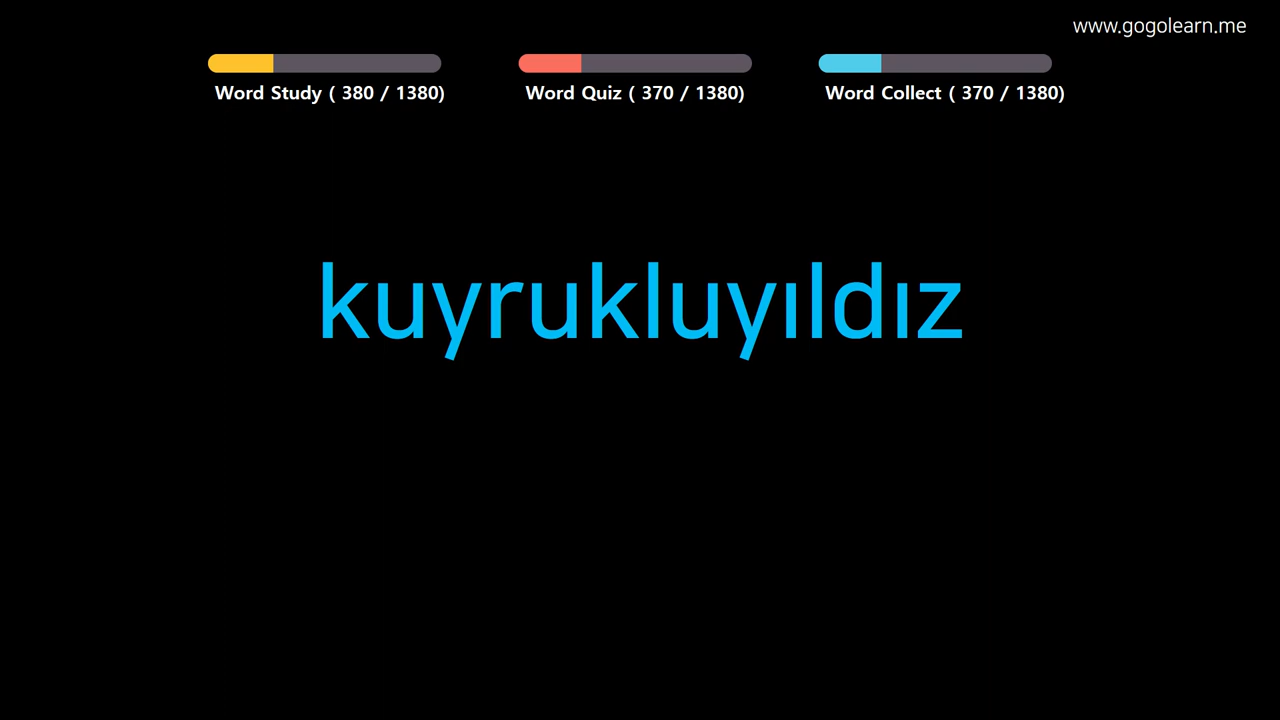 www.gogolearn.me
Word Study ( 380 / 1380)
Word Quiz ( 370 / 1380)
Word Collect ( 370 / 1380)
kuyrukluyıldız